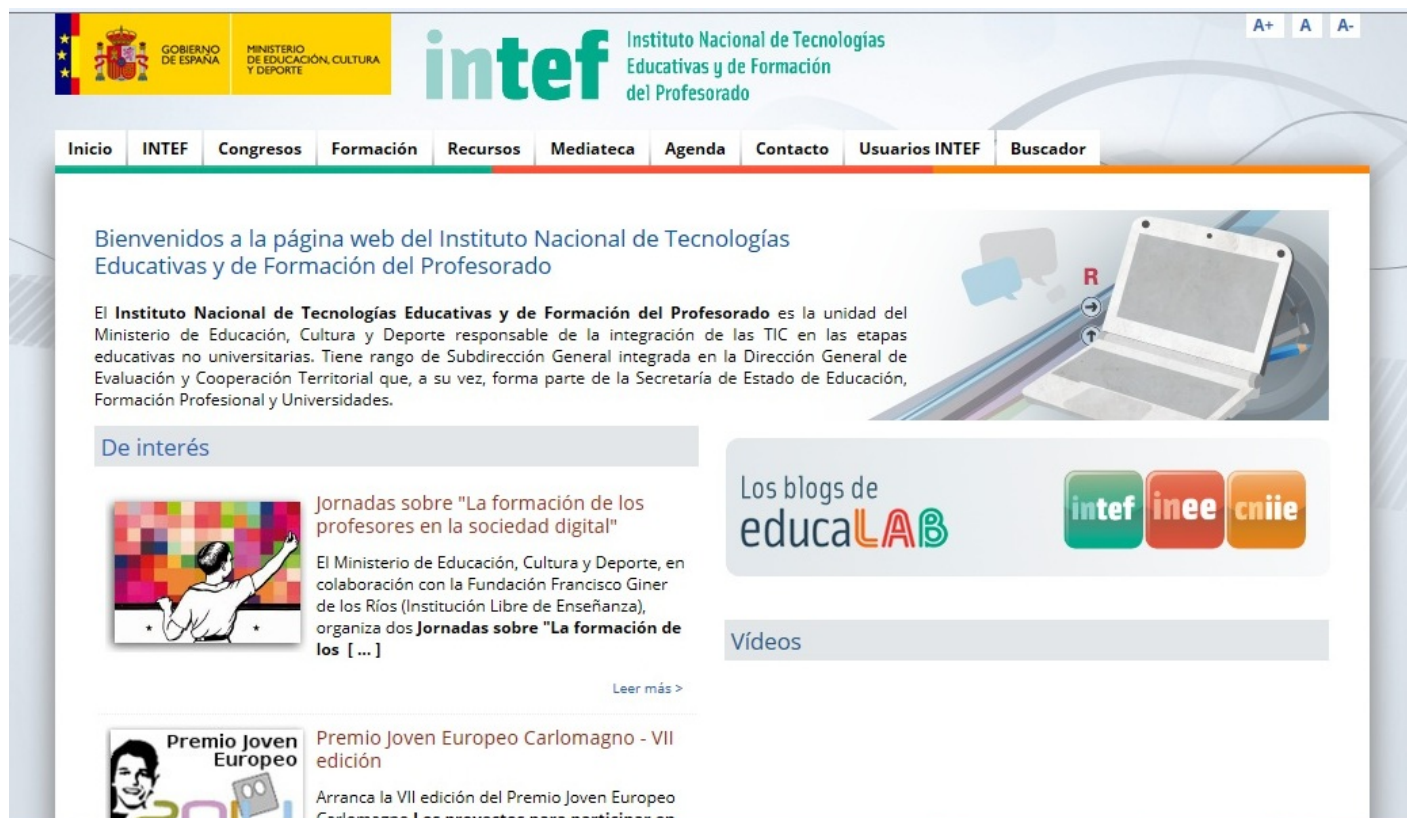 GOBIERNO
DE ESPAÑA
MINISTERIO
DE EDUCACIÓN, CULTURA
Y DEPORTE
intef
Instituto Nacional de Tecnologías
Educativas y de Formación
del Profesorado
A+ A A-
Inicio INTEF Congresos Formación Recursos Mediateca Agenda Contacto Usuarios INTEF Buscador
Bienvenidos a la página web del Instituto Nacional de Tecnologías
Educativas y de Formación del Profesorado
El Instituto Nacional de Tecnologías Educativas y de Formación del Profesorado es la unidad del
Ministerio de Educación, Cultura y Deporte responsable de la integración de las TIC en las etapas
educativas no universitarias. Tiene rango de Subdirección General integrada en la Dirección General de
Evaluación y Cooperación Territorial que, a su vez, forma parte de la Secretaría de Estado de Educación,
Formación Profesional y Universidades.
R
De interés
Jornadas sobre "La formación de los
profesores en la sociedad digital"
El Ministerio de Educación, Cultura y Deporte, en
colaboración con la Fundación Francisco Giner
de los Ríos (Institución Libre de Enseñanza),
organiza dos Jornadas sobre "La formación de
los [ ... ]
Leer más >
Premio Joven
Europeo
Premio Joven Europeo Carlomagno - VII
edición
Arranca la VII edición del Premio Joven Europeo
Los blogs de
educaLAB
intef inee cniie
Vídeos